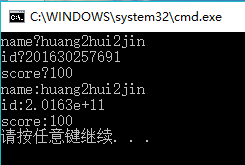 C:\WINDOWS\system32\cmd.exe
name?huang2hui2jin
id?201630257691
score?100
name:huang2hui2jin
id:2.0163e+11
score:100
请按任意键继续. . .